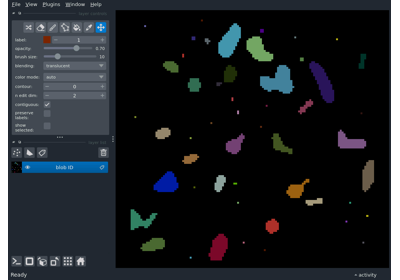 File View Plugins Window Help
label: 1
opacity: 0.70
brush size: 10
blending: translucent
color mode: auto
contour: 0
n edit dim: 2
contiguous:
preserve
labels:
show
selected:
blob ID
Ready
activity